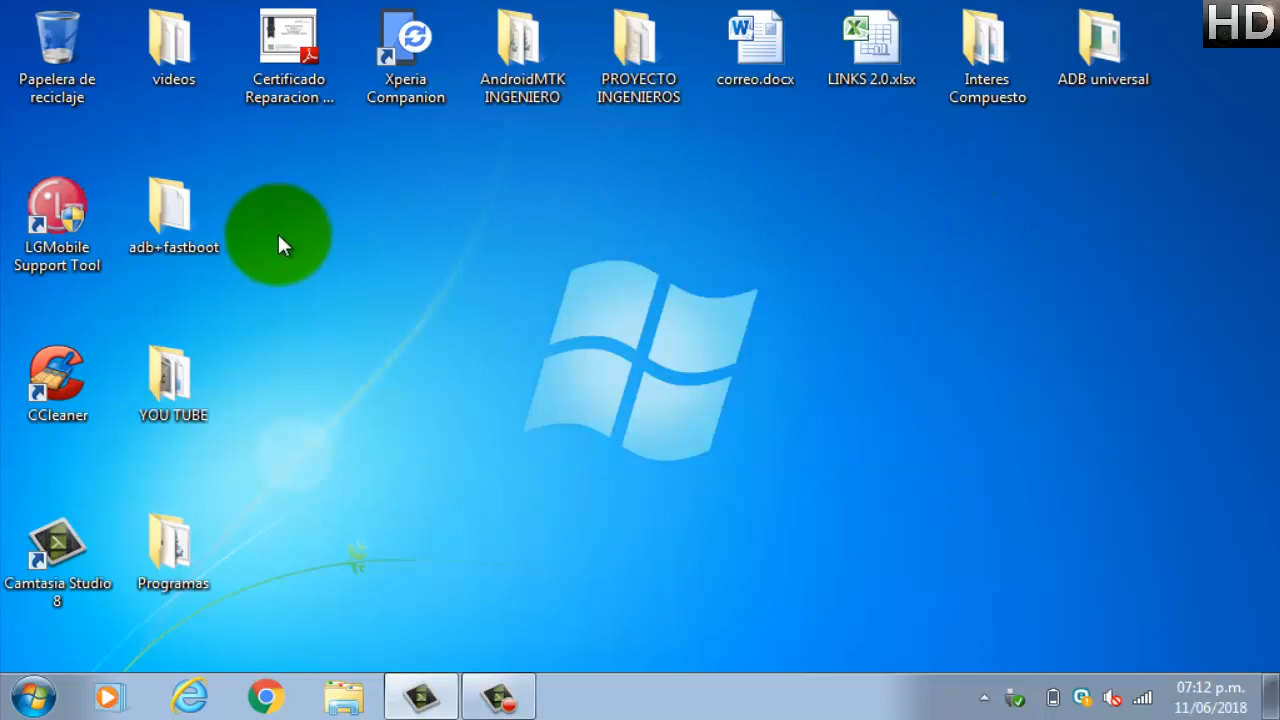 HD
Papelera de
reciclaje
videos
Certificado
Reparacion ...
Xperia
Companion
AndroidMTK
INGENIERO
PROYECTO
INGENIEROS
correo.docx
LINKS 2.0.xlsx
Interes
Compuesto
ADB universal
LGMobile
Support Tool
adb+fastboot
CCleaner
YOU TUBE
Camtasia Studio
8
Programas
07:12 p.m.
11/06/2018